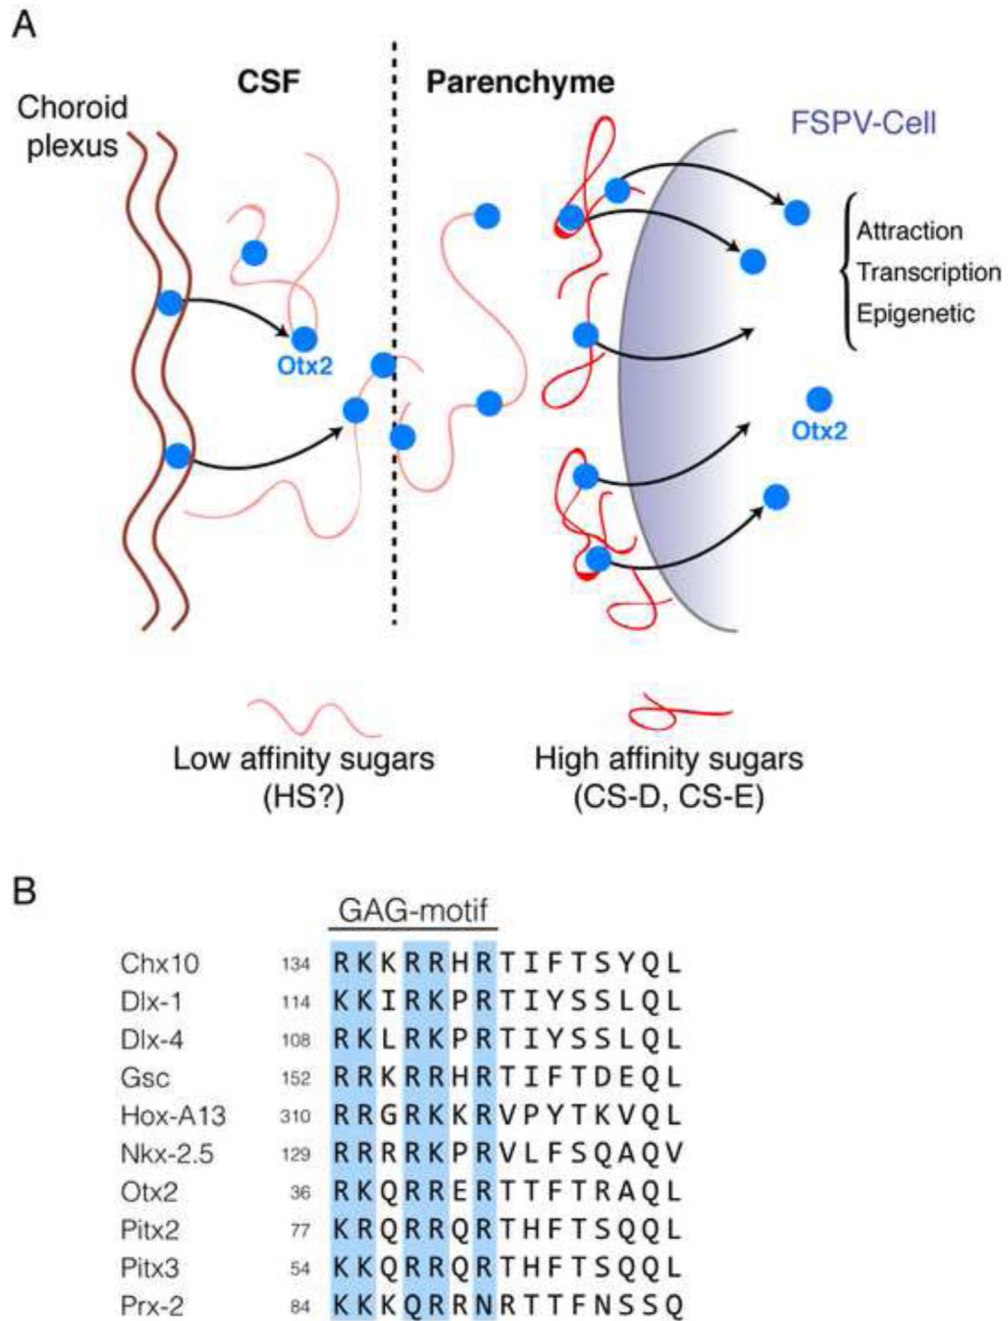 A
CSF
Parenchyme
Choroid
plexus
FSPV-Cell
Attraction
Transcription
Epigenetic
Otx2
Otx2
Low affinity sugars
(HS?)
High affinity sugars
(CS-D, CS-E)
B
GAG-motif
Chx10 134 RKKRRHRTIFTSYQL
Dlx-1 114 KKIRKPRTIYSSLQL
Dlx-4 108 RKLRKPRTIYSSLQL
Gsc 152 RRKRRHRTIFTDEQL
Hox-A13 310 RRGRKKRVPYTKVQL
Nkx-2.5 129 RRRRKPRVLFSQAQV
Otx2 36 RKQRRERTTFTRAQL
Pitx2 77 KRQRRQRTHFTSQQL
Pitx3 54 KKQRRQRTHFTSQQL
Prx-2 84 KKKQRRNRTTFNSSQ